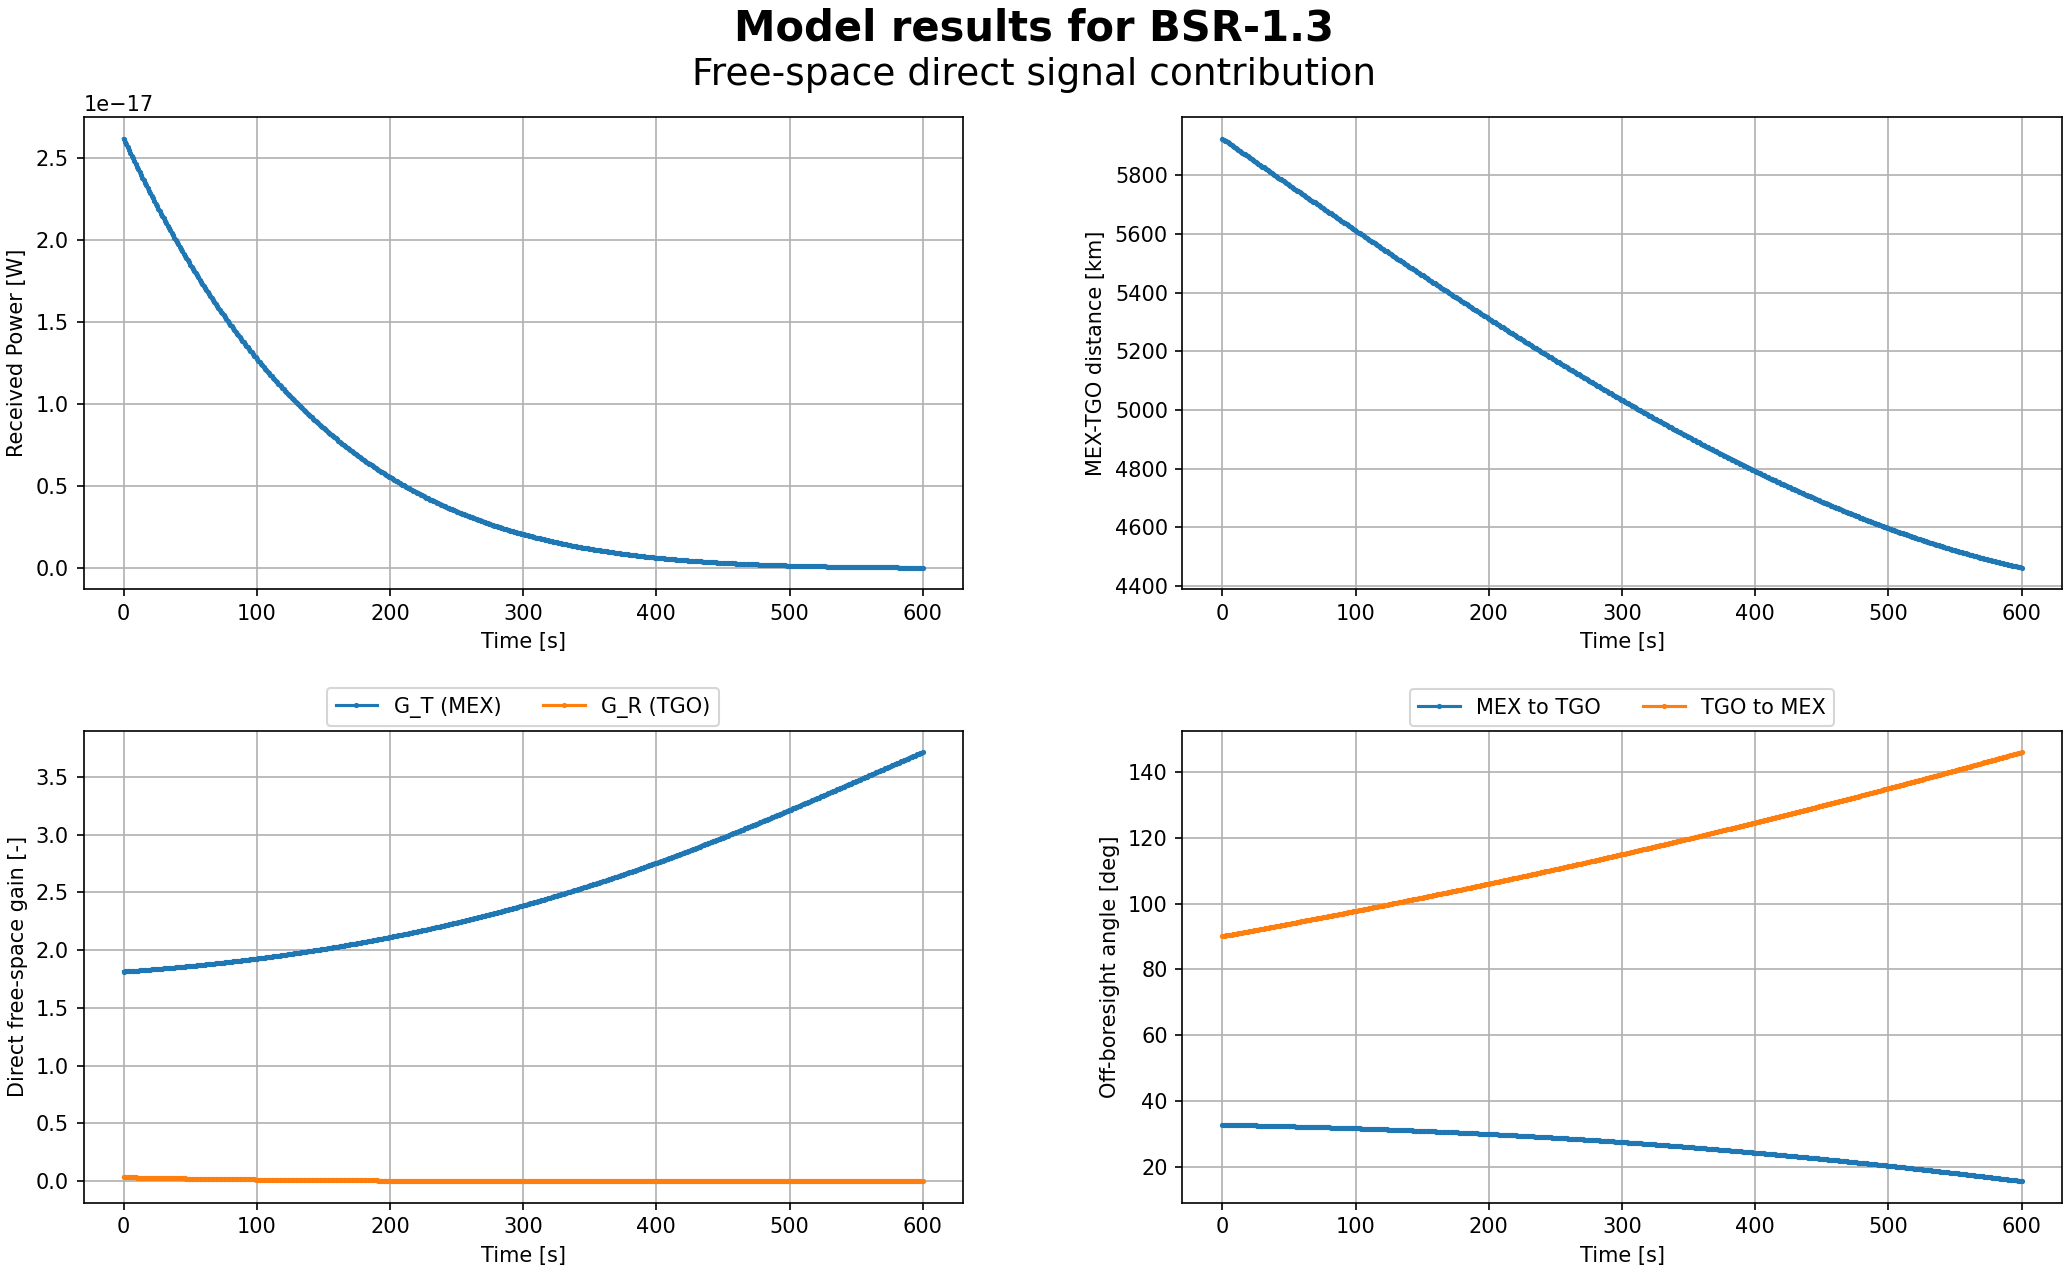 Model results for BSR-1.3
Free-space direct signal contribution
1e−17
2.5
2.0
1.5
1.0
0.5
0.0
Received Power [W]
0 100 200 300 400 500 600
Time [s]
5800
5600
5400
5200
5000
4800
4600
4400
MEX-TGO distance [km]
0 100 200 300 400 500 600
Time [s]
G_T (MEX) G_R (TGO)
3.5
3.0
2.5
2.0
1.5
1.0
0.5
0.0
Direct free-space gain [-]
0 100 200 300 400 500 600
Time [s]
MEX to TGO TGO to MEX
140
120
100
80
60
40
20
Off-boresight angle [deg]
0 100 200 300 400 500 600
Time [s]